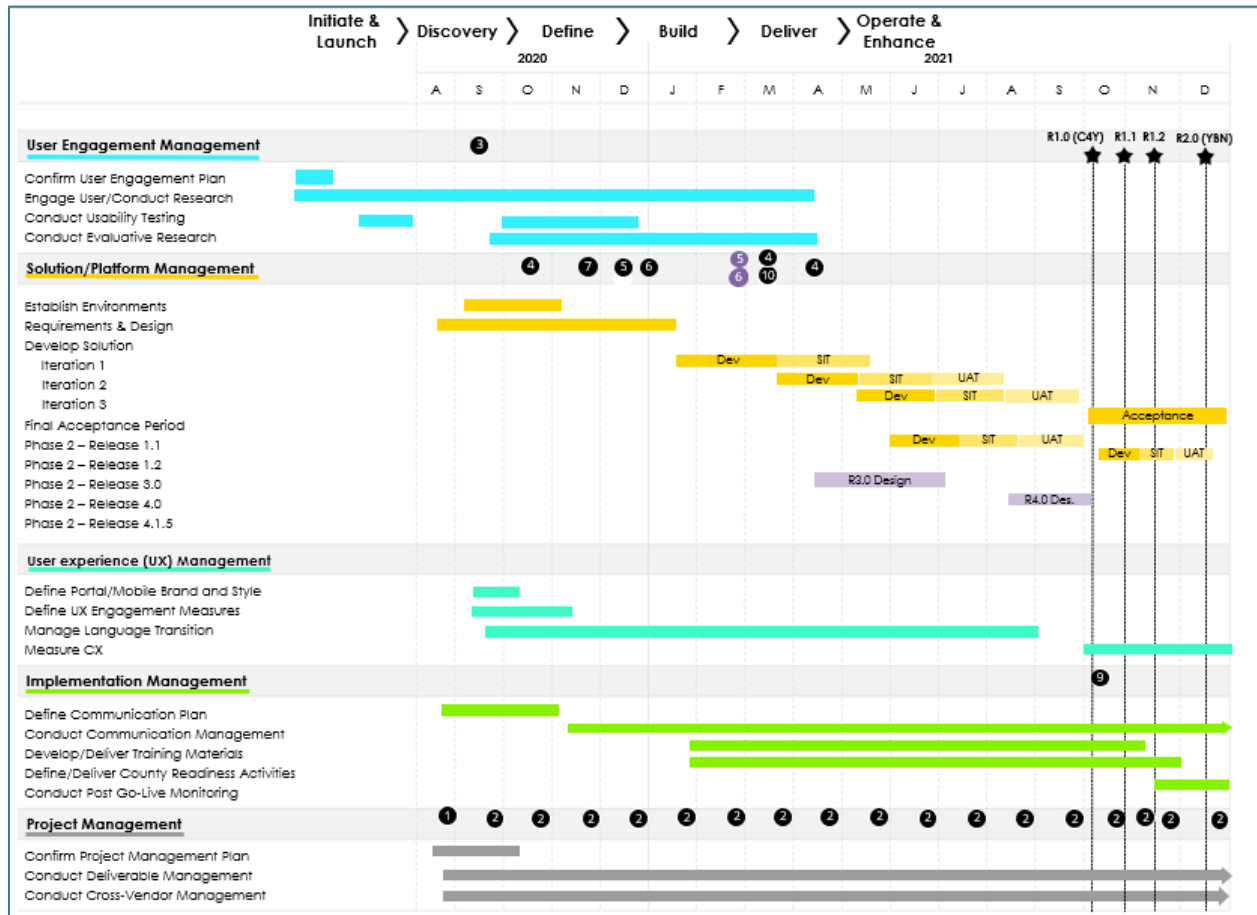 Initiate & Launch Discovery Define Build Deliver Operate & Enhance
2020 2021
A S O N D J F M A M J J A S O N D
R1.0 (C4Y) R1.1 R1.2 R2.0 (YBN)
User Engagement Management 3
Confirm User Engagement Plan
Engage User/Conduct Research
Conduct Usability Testing
Conduct Evaluative Research
Solution/Platform Management 4 7 5 6 5 4 4
6 10
Establish Environments
Requirements & Design
Develop Solution
Iteration 1 Dev SIT
Iteration 2 Dev SIT UAT
Iteration 3 Dev SIT UAT
Final Acceptance Period Acceptance
Phase 2 – Release 1.1 Dev SIT UAT
Phase 2 – Release 1.2 Dev SIT UAT
Phase 2 – Release 3.0 R3.0 Design
Phase 2 – Release 4.0 R4.0 Des.
Phase 2 – Release 4.1.5
User experience (UX) Management
Define Portal/Mobile Brand and Style
Define UX Engagement Measures
Manage Language Transition
Measure CX
Implementation Management 9
Define Communication Plan
Conduct Communication Management
Develop/Deliver Training Materials
Define/Deliver County Readiness Activities
Conduct Post Go-Live Monitoring
Project Management 1 2 2 2 2 2 2 2 2 2 2 2 2 2 2 2 2 2
Confirm Project Management Plan
Conduct Deliverable Management
Conduct Cross-Vendor Management